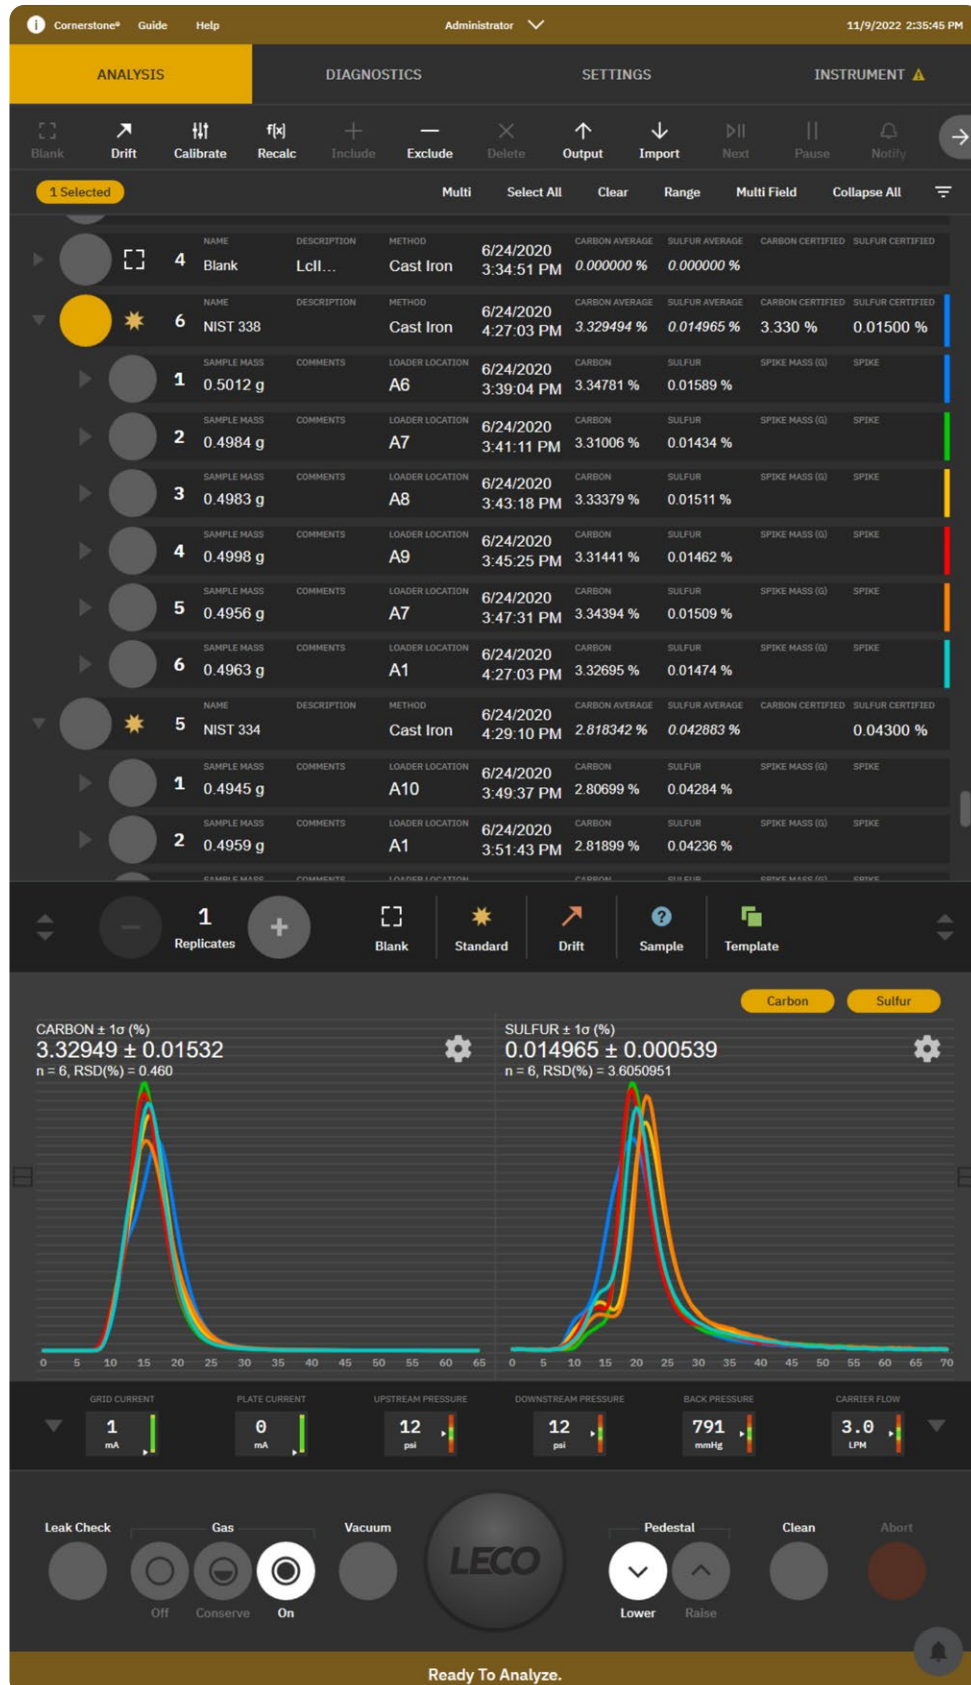 i Cornerstone® Guide Help Administrator 11/9/2022 2:35:45 PM
ANALYSIS DIAGNOSTICS SETTINGS INSTRUMENT
Blank Drift Calibrate f(x) Recalc Include Exclude Delete Output Import Next Pause Notify
1 Selected Multi Select All Clear Range Multi Field Collapse All
NAME DESCRIPTION METHOD 6/24/2020 CARBON AVERAGE SULFUR AVERAGE CARBON CERTIFIED SULFUR CERTIFIED
4 Blank LcII... Cast Iron 3:34:51 PM 0.000000 % 0.000000 %
NAME DESCRIPTION METHOD 6/24/2020 CARBON AVERAGE SULFUR AVERAGE CARBON CERTIFIED SULFUR CERTIFIED
6 NIST 338 Cast Iron 4:27:03 PM 3.329494 % 0.014965 % 3.330 % 0.01500 %
SAMPLE MASS COMMENTS LOADER LOCATION 6/24/2020 CARBON SULFUR SPIKE MASS (G) SPIKE
1 0.5012 g A6 3:39:04 PM 3.34781 % 0.01589 %
SAMPLE MASS COMMENTS LOADER LOCATION 6/24/2020 CARBON SULFUR SPIKE MASS (G) SPIKE
2 0.4984 g A7 3:41:11 PM 3.31006 % 0.01434 %
SAMPLE MASS COMMENTS LOADER LOCATION 6/24/2020 CARBON SULFUR SPIKE MASS (G) SPIKE
3 0.4983 g A8 3:43:18 PM 3.33379 % 0.01511 %
SAMPLE MASS COMMENTS LOADER LOCATION 6/24/2020 CARBON SULFUR SPIKE MASS (G) SPIKE
4 0.4998 g A9 3:45:25 PM 3.31441 % 0.01462 %
SAMPLE MASS COMMENTS LOADER LOCATION 6/24/2020 CARBON SULFUR SPIKE MASS (G) SPIKE
5 0.4956 g A7 3:47:31 PM 3.34394 % 0.01509 %
SAMPLE MASS COMMENTS LOADER LOCATION 6/24/2020 CARBON SULFUR SPIKE MASS (G) SPIKE
6 0.4963 g A1 4:27:03 PM 3.32695 % 0.01474 %
NAME DESCRIPTION METHOD 6/24/2020 CARBON AVERAGE SULFUR AVERAGE CARBON CERTIFIED SULFUR CERTIFIED
5 NIST 334 Cast Iron 4:29:10 PM 2.818342 % 0.042883 % 0.04300 %
SAMPLE MASS COMMENTS LOADER LOCATION 6/24/2020 CARBON SULFUR SPIKE MASS (G) SPIKE
1 0.4945 g A10 3:49:37 PM 2.80699 % 0.04284 %
SAMPLE MASS COMMENTS LOADER LOCATION 6/24/2020 CARBON SULFUR SPIKE MASS (G) SPIKE
2 0.4959 g A1 3:51:43 PM 2.81899 % 0.04236 %
SAMPLE MASS COMMENTS LOADER LOCATION CARBON SULFUR SPIKE MASS (G) SPIKE
1 Replicates Blank Standard Drift Sample Template
Carbon Sulfur
CARBON ± 1σ (%)
3.32949 ± 0.01532
n = 6, RSD(%) = 0.460
SULFUR ± 1σ (%)
0.014965 ± 0.000539
n = 6, RSD(%) = 3.6050951
0 5 10 15 20 25 30 35 40 45 50 55 60 65
0 5 10 15 20 25 30 35 40 45 50 55 60 65 70
GRID CURRENT PLATE CURRENT UPSTREAM PRESSURE DOWNSTREAM PRESSURE BACK PRESSURE CARRIER FLOW
1 0 12 12 791 3.0
mA mA psi psi mmHg LPM
Leak Check Gas Vacuum Pedestal Clean Abort
LECO
Off Conserve On Lower Raise
Ready To Analyze.